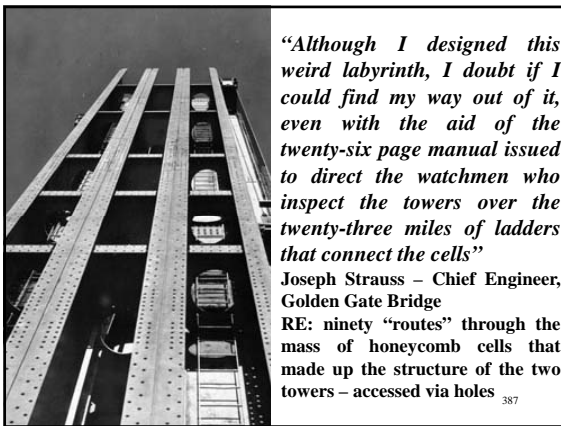 “Although I designed this
weird labyrinth, I doubt if I
could find my way out of it,
even with the aid of the
twenty-six page manual issued
to direct the watchmen who
inspect the towers over the
twenty-three miles of ladders
that connect the cells”
Joseph Strauss – Chief Engineer,
Golden Gate Bridge
RE: ninety “routes” through the
mass of honeycomb cells that
made up the structure of the two
towers – accessed via holes
387